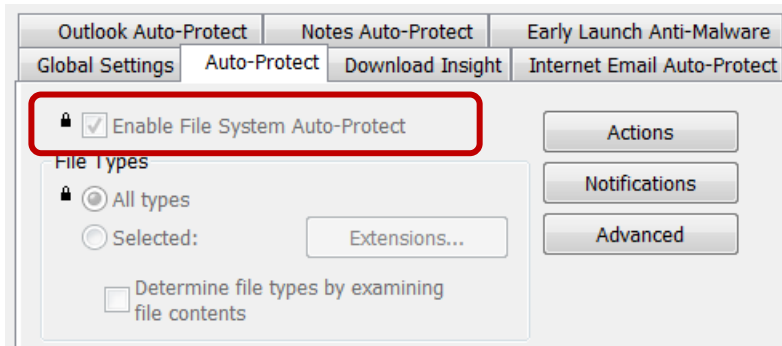 Outlook Auto-Protect Notes Auto-Protect Early Launch Anti-Malware
Global Settings Auto-Protect Download Insight Internet Email Auto-Protect
Enable File System Auto-Protect
Actions
File Types
Notifications
All types
Selected: Extensions... Advanced
Determine file types by examining
file contents